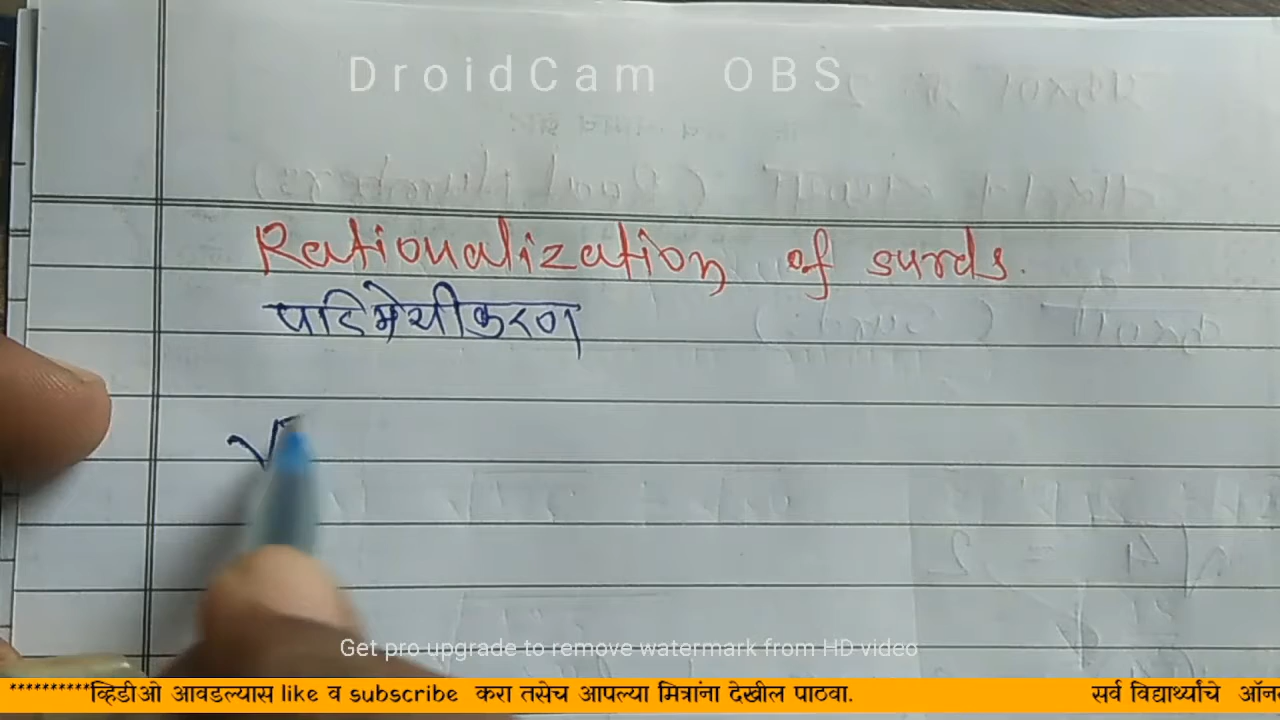 DroidCam OBS
Rationalization of surds.
परिमेयीकरण
√
Get pro upgrade to remove watermark from HD video
**********व्हिडीओ आवडल्यास like व subscribe करा तसेच आपल्या मित्रांना देखील पाठवा. सर्व विद्यार्थ्यांचे